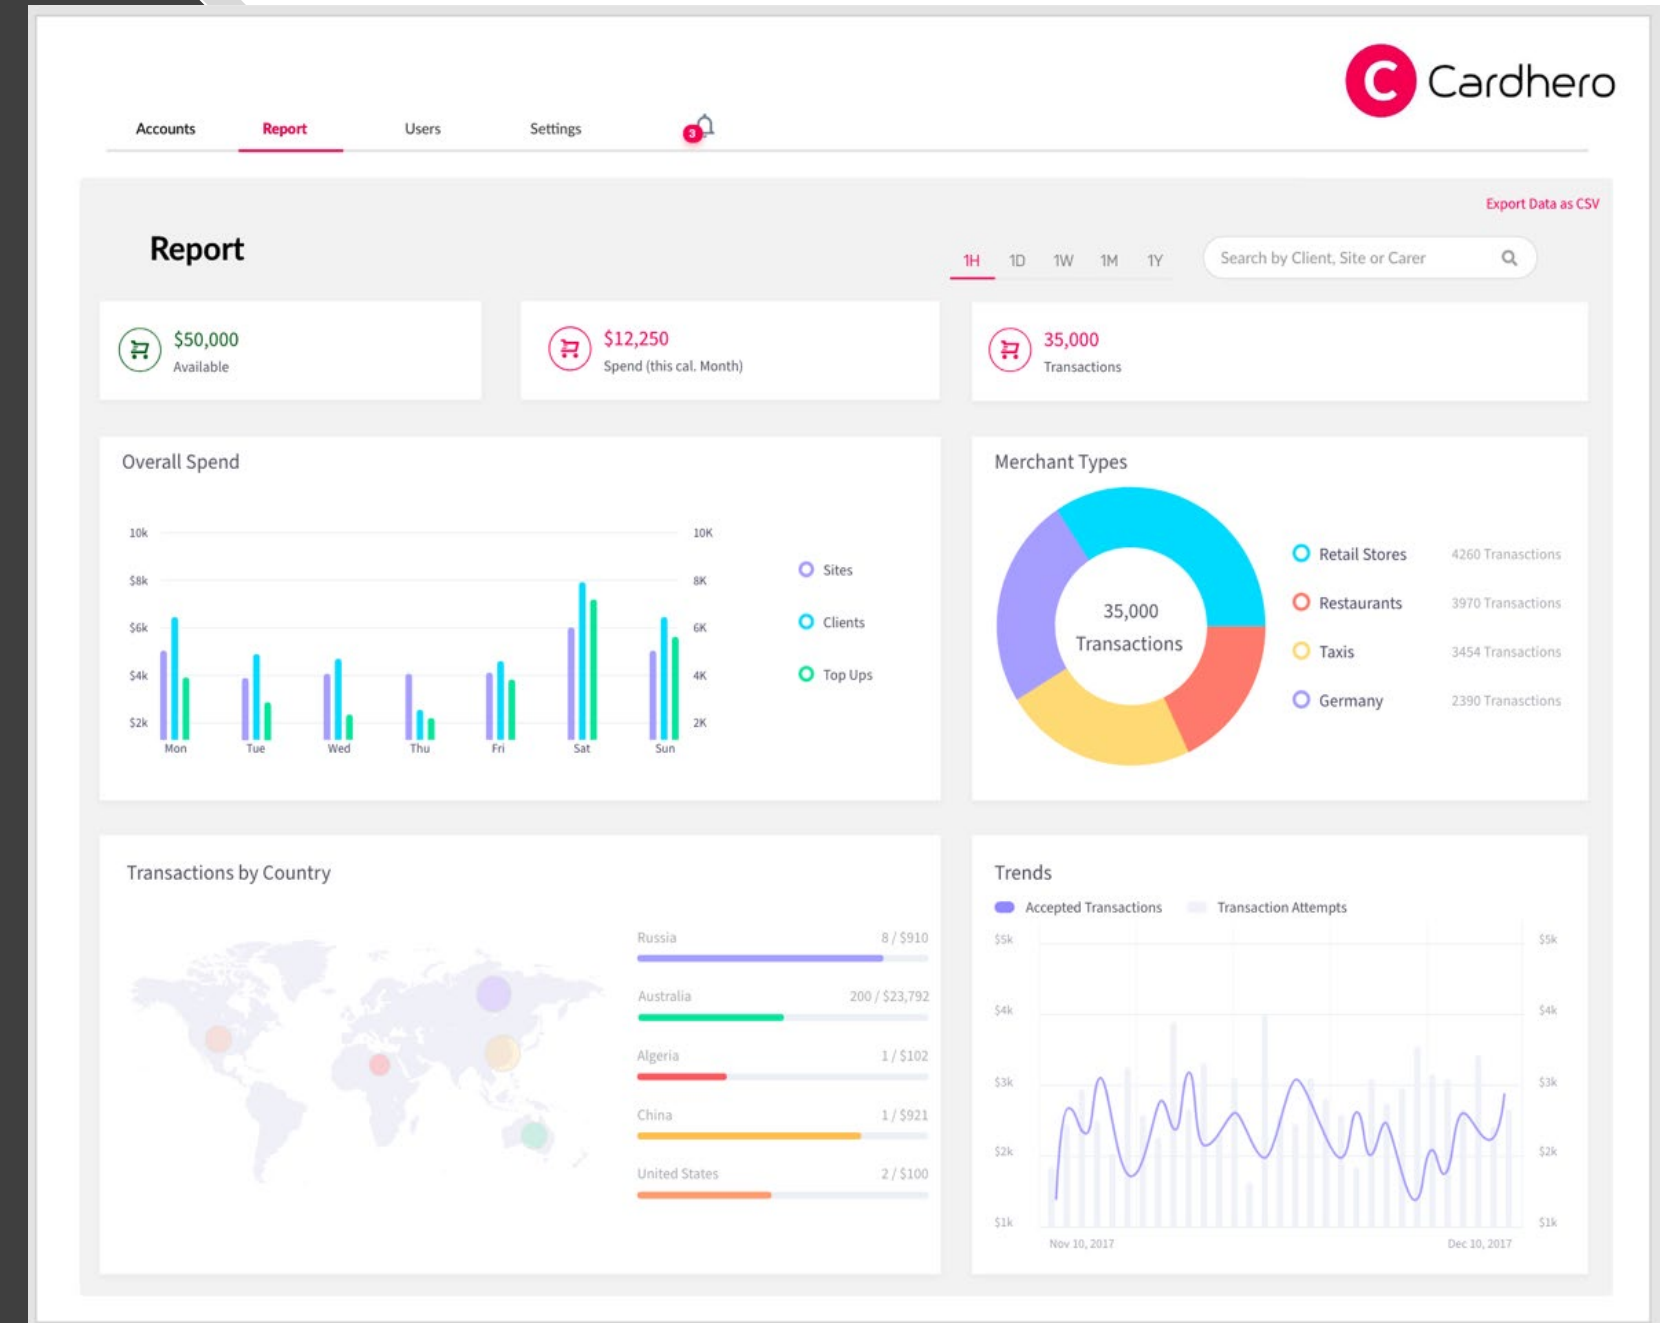 C Cardhero
Accounts Report Users Settings 3
Export Data as CSV
Report
1H 1D 1W 1M 1Y
Search by Client, Site or Carer
$50,000
Available
$12,250
Spend (this cal. Month)
35,000
Transactions
Overall Spend
10k 10K
$8k 8K
$6k 6K
$4k 4K
$2k 2K
Mon Tue Wed Thu Fri Sat Sun
Sites
Clients
Top Ups
Merchant Types
35,000
Transactions
Retail Stores 4260 Tranasctions
Restaurants 3970 Transactions
Taxis 3454 Transactions
Germany 2390 Tranasctions
Transactions by Country
Russia 8 / $910
Australia 200 / $23,792
Algeria 1 / $102
China 1 / $921
United States 2 / $100
Trends
Accepted Transactions Transaction Attempts
$5k $5k
$4k $4k
$3k $3k
$2k $2k
$1k $1k
Nov 10, 2017 Dec 10, 2017